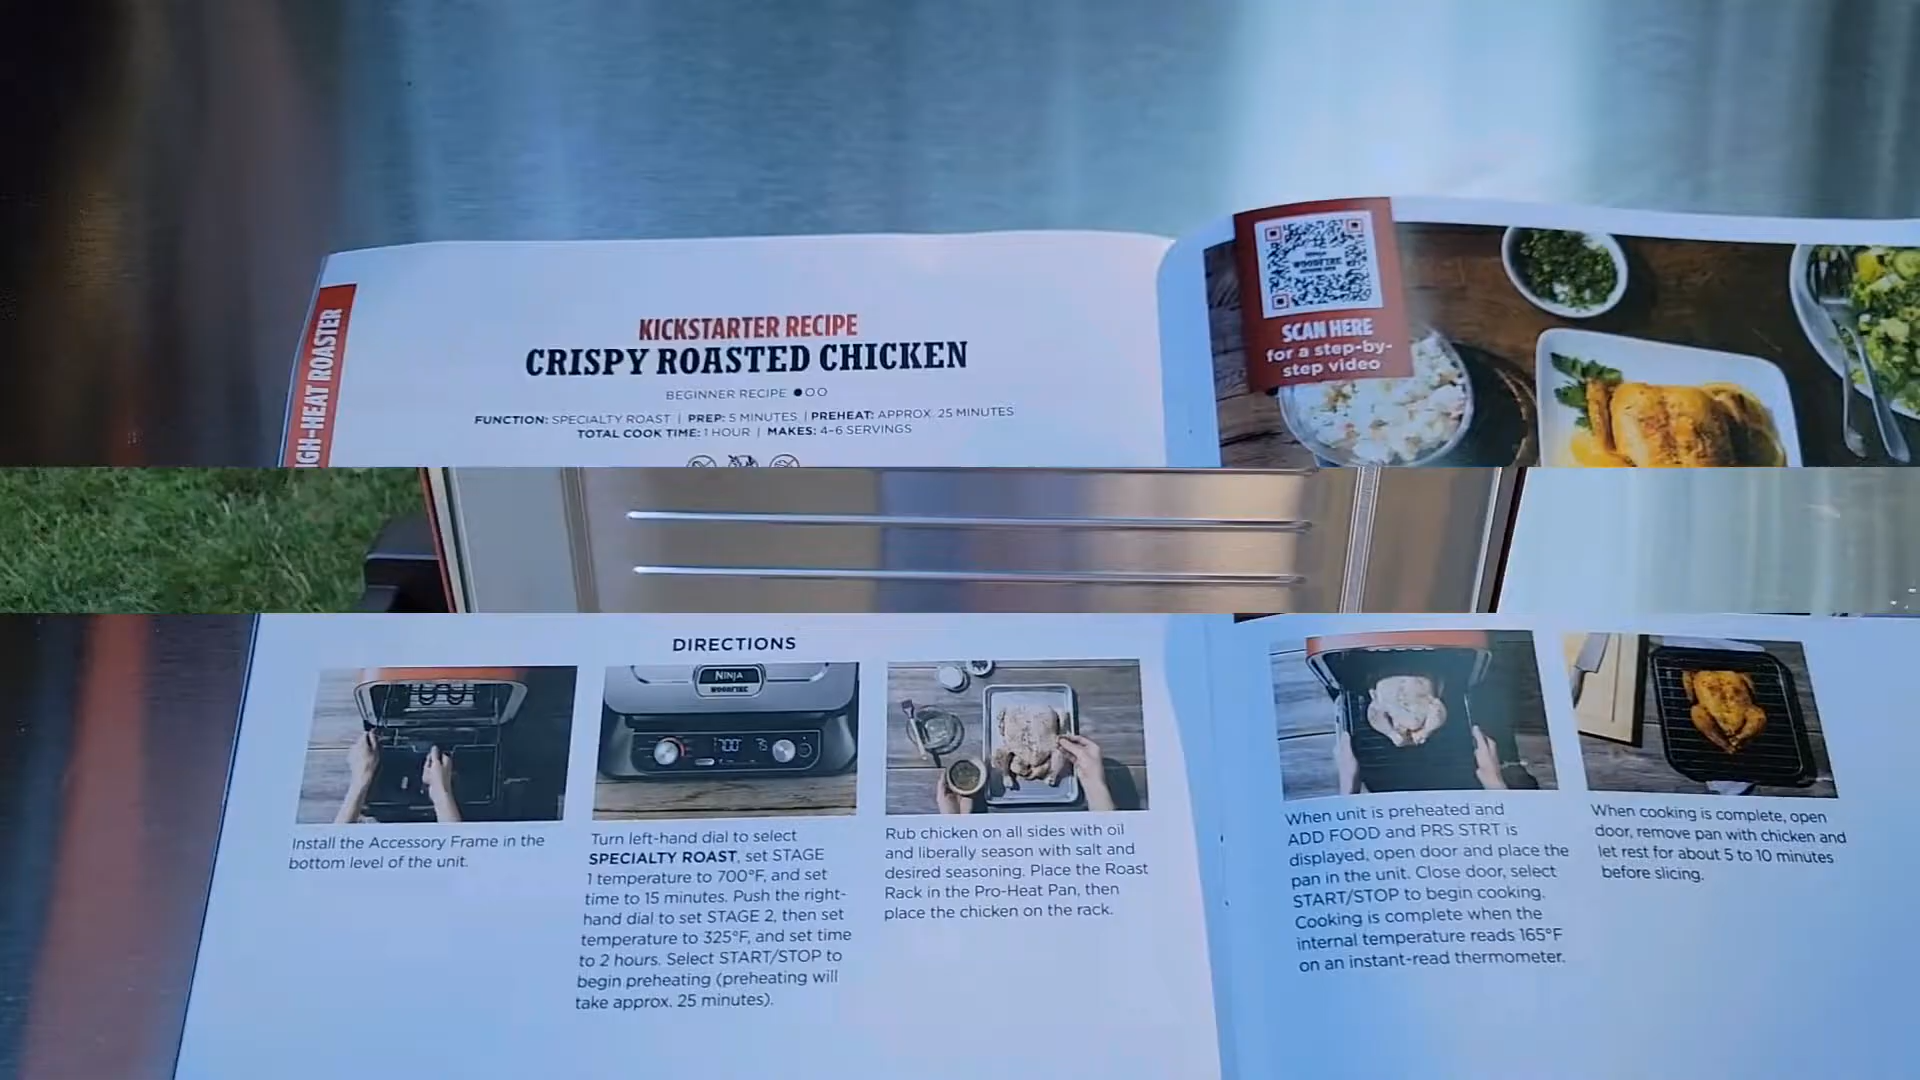 HIGH-HEAT ROASTER
KICKSTARTER RECIPE
CRISPY ROASTED CHICKEN
BEGINNER RECIPE
FUNCTION: SPECIALTY ROAST | PREP: 5 MINUTES | PREHEAT: APPROX. 25 MINUTES
TOTAL COOK TIME: 1 HOUR | MAKES: 4-6 SERVINGS
WOODFIRE
SCAN HERE
for a step-by-
step video
DIRECTIONS
NINJA
WOODFIRE
700
Install the Accessory Frame in the
bottom level of the unit.
Turn left-hand dial to select
SPECIALTY ROAST, set STAGE
1 temperature to 700°F, and set
time to 15 minutes. Push the right-
hand dial to set STAGE 2, then set
temperature to 325°F, and set time
to 2 hours. Select START/STOP to
begin preheating (preheating will
take approx. 25 minutes).
Rub chicken on all sides with oil
and liberally season with salt and
desired seasoning. Place the Roast
Rack in the Pro-Heat Pan, then
place the chicken on the rack.
When unit is preheated and
ADD FOOD and PRS STRT is
displayed, open door and place the
pan in the unit. Close door, select
START/STOP to begin cooking.
Cooking is complete when the
internal temperature reads 165°F
on an instant-read thermometer.
When cooking is complete, open
door, remove pan with chicken and
let rest for about 5 to 10 minutes
before slicing.